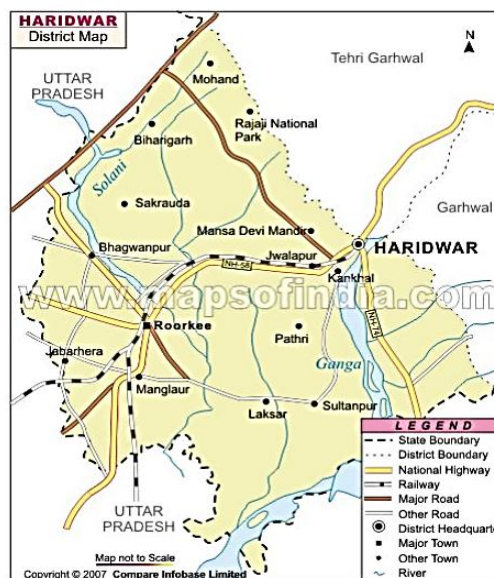 HARIDWAR
District Map
N
Mohand
Tehri Garhwal
UTTAR
PRADESH
Rajaji National
Park
Biharigarh
Solani
Sakrauda
Garhwal
Mansa Devi Mandir
HARIDWAR
Bhagwanpur
Jwalapur
NH-58
Kankhal
www.mapsofindia.com
Roorkee
Pathri
NH-74
Jabarhera
Ganga
Manglaur
Laksar
Sultanpur
LEGEND
State Boundary
District Boundary
National Highway
Railway
Major Road
Other Road
District Headquarte
Major Town
Other Town
River
UTTAR
PRADESH
Map not to Scale
Copyright © 2007 Compare Infobase Limited